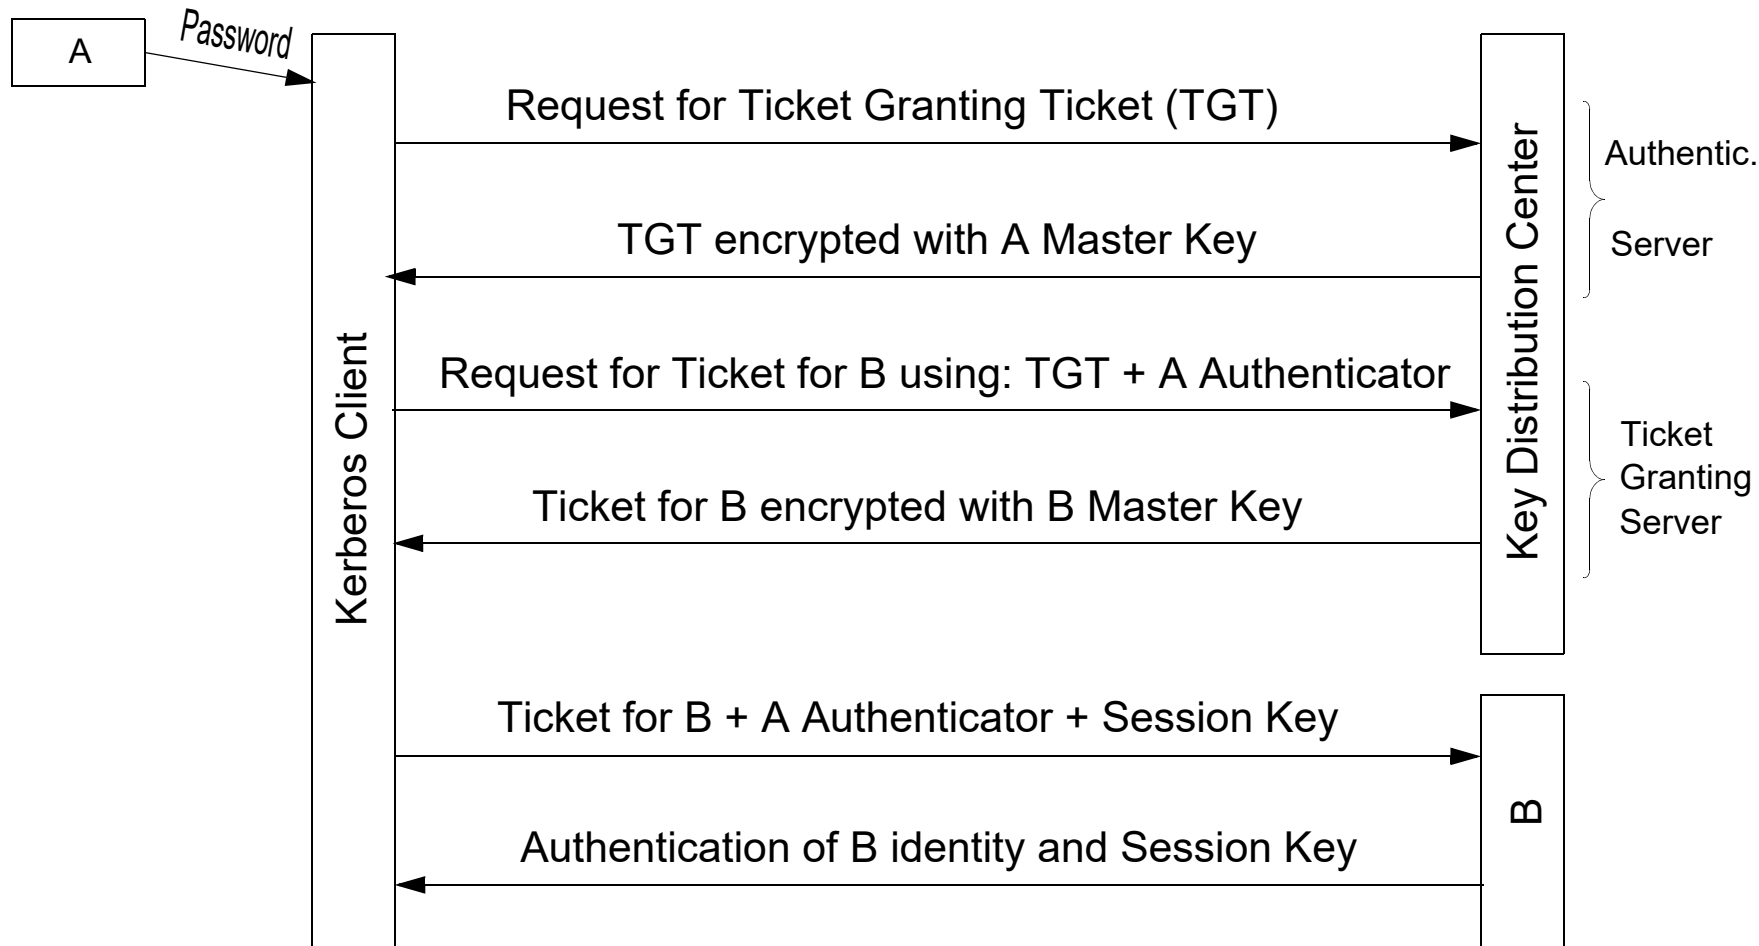 A
Password
Request for Ticket Granting Ticket (TGT)
Authentic.
TGT encrypted with A Master Key
Server
Kerberos Client
Key Distribution Center
Request for Ticket for B using: TGT + A Authenticator
Ticket
Granting
Server
Ticket for B encrypted with B Master Key
Ticket for B + A Authenticator + Session Key
B
Authentication of B identity and Session Key